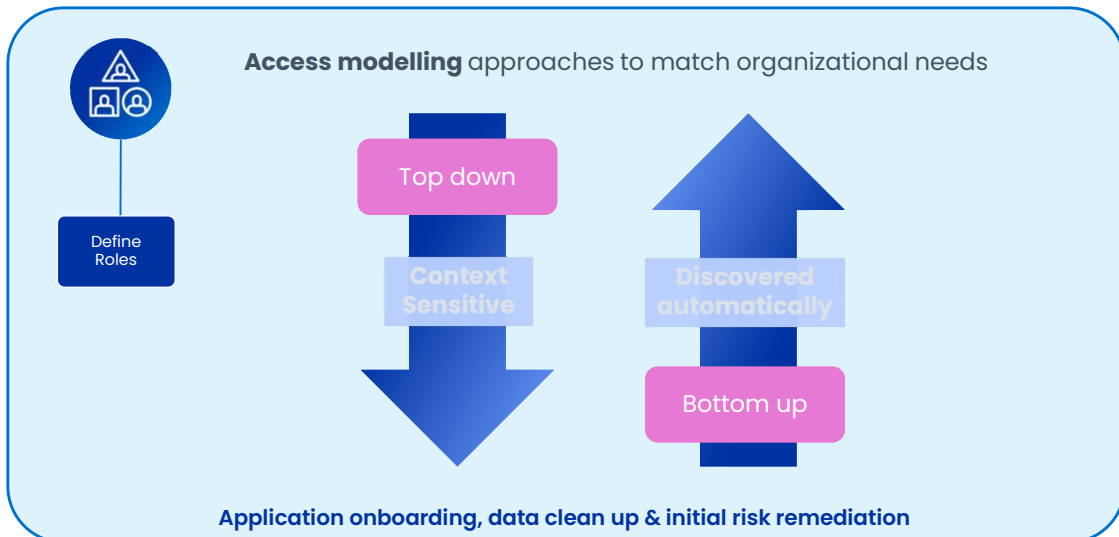 Access modelling approaches to match organizational needs
Define
Roles
Top down
Context
Sensitive
Discovered
automatically
Bottom up
Application onboarding, data clean up & initial risk remediation